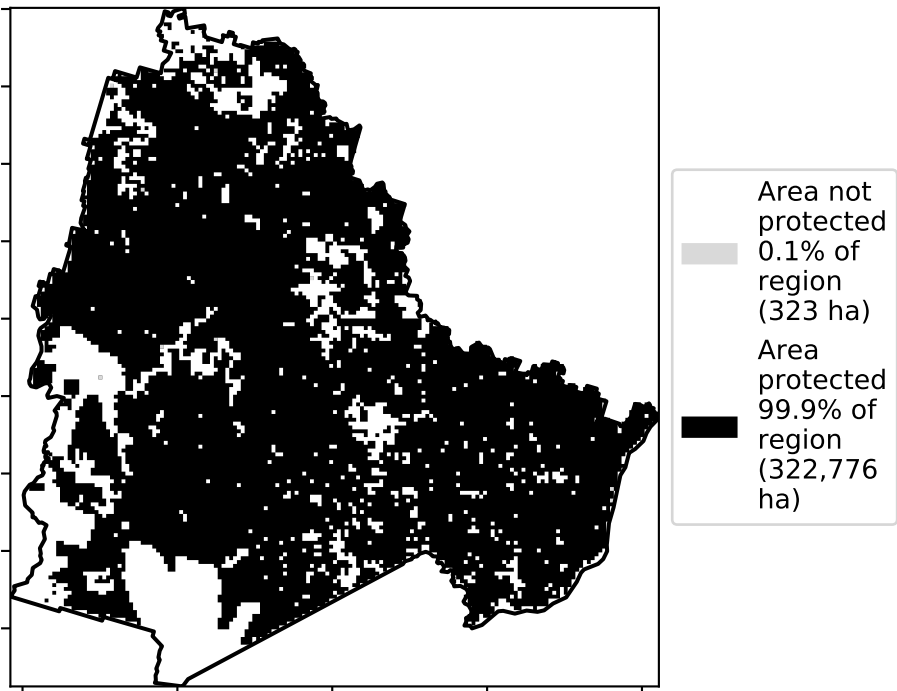 Area not
protected
0.1% of
region
(323 ha)
Area
protected
99.9% of
region
(322,776
ha)